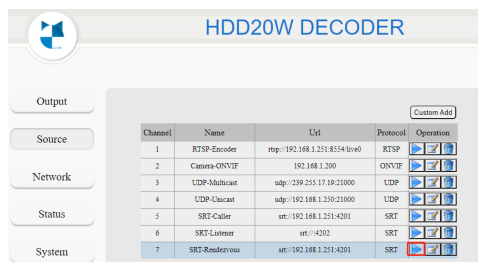 HDD20W DECODER
Output
Source
Network
Status
System
Custom Add
Channel Name Url Protocol Operation
1 RTSP-Encoder rtsp://192.168.1.251:8554/live0 RTSP
2 Camera-ONVIF 192.168.1.200 ONVIF
3 UDP-Multicast udp://239.255.17.19:21000 UDP
4 UDP-Unicast udp://192.168.1.250:21000 UDP
5 SRT-Caller srt://192.168.1.251:4201 SRT
6 SRT-Listener srt://:4202 SRT
7 SRT-Rendezvous srt://192.168.1.251:4201 SRT